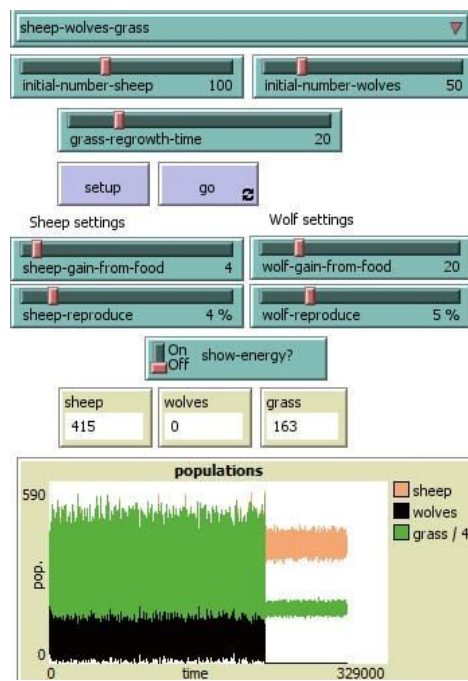 sheep-wolves-grass
initial-number-sheep 100
initial-number-wolves 50
grass-regrowth-time 20
setup
go
Sheep settings
Wolf settings
sheep-gain-from-food 4
wolf-gain-from-food 20
sheep-reproduce 4 %
wolf-reproduce 5 %
On
Off
show-energy?
sheep
415
wolves
0
grass
163
populations
590
pop.
0
0
time
329000
sheep
wolves
grass / 4